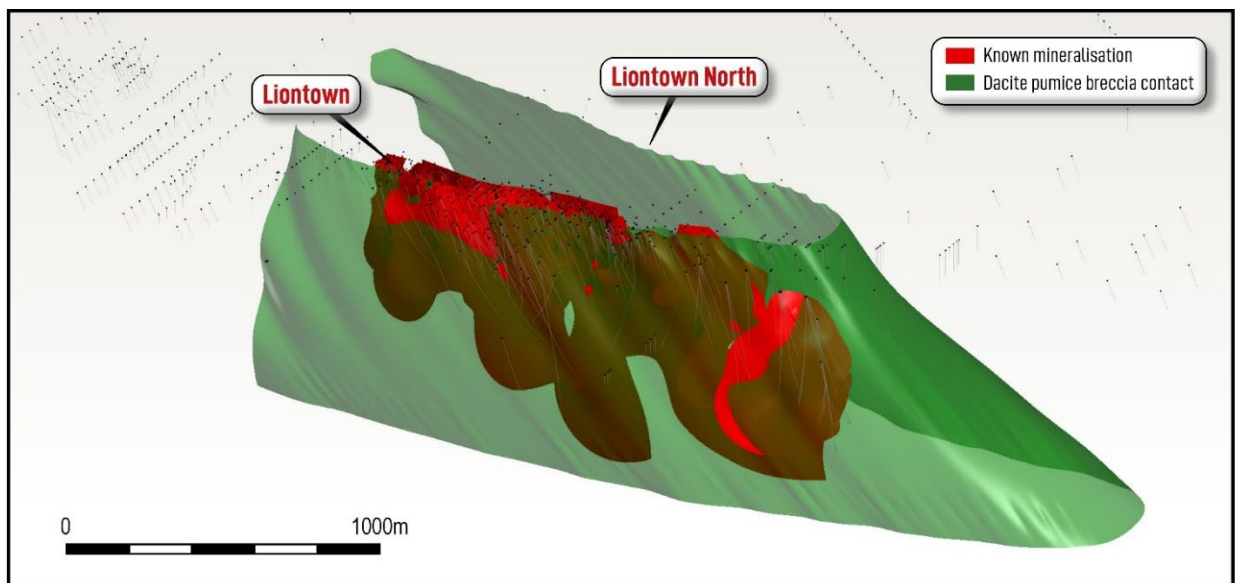 Liontown
Liontown North
Known mineralisation
Dacite pumice breccia contact
0
1000m